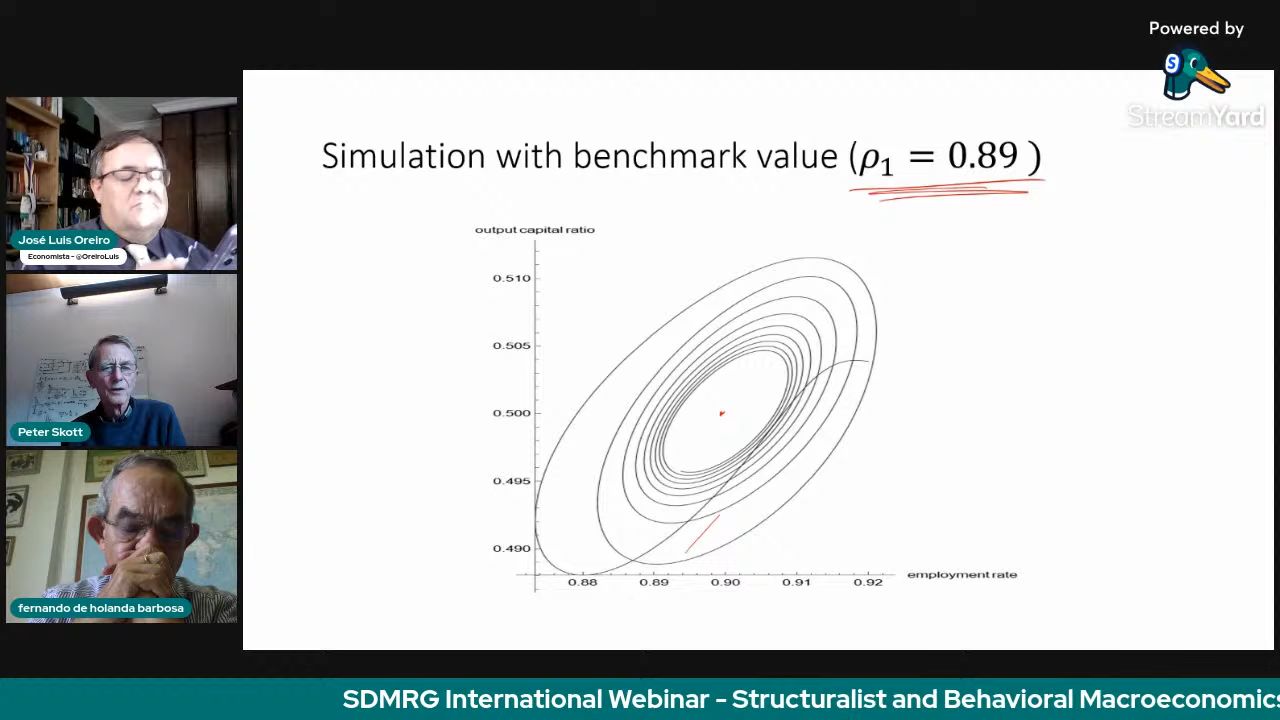 Powered by
S
StreamYard
Simulation with benchmark value (ρ₁ = 0.89 )
output capital ratio
0.510
0.505
0.500
0.495
0.490
0.88
0.89
0.90
0.91
0.92
employment rate
José Luis Oreiro
Economista - @OreiroLuis
Peter Skott
fernando de holanda barbosa
SDMRG International Webinar - Structuralist and Behavioral Macroeconomics